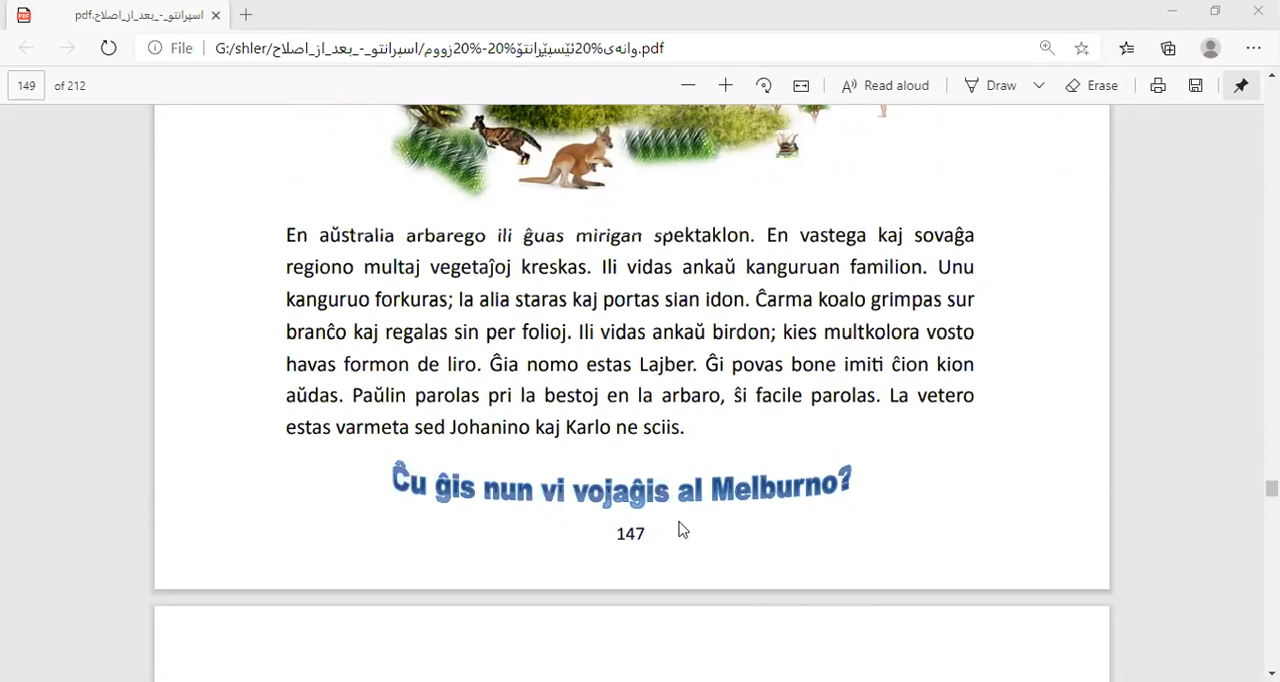 اسپرانتو_-_بعد_از_اصلاح.pdf
File
G:/shler/وانەی%20ئێسپێرانتۆ%20-%20زووم/اسپرانتو_-_بعد_از_اصلاح.pdf
149 of 212
Read aloud
Draw
Erase
En aŭstralia arbarego ili ĝuas mirigan spektaklon. En vastega kaj sovaĝa
regiono multaj vegetaĵoj kreskas. Ili vidas ankaŭ kanguruan familion. Unu
kanguruo forkuras; la alia staras kaj portas sian idon. Ĉarma koalo grimpas sur
branĉo kaj regalas sin per folioj. Ili vidas ankaŭ birdon; kies multkolora vosto
havas formon de liro. Ĝia nomo estas Lajber. Ĝi povas bone imiti ĉion kion
aŭdas. Paŭlin parolas pri la bestoj en la arbaro, ŝi facile parolas. La vetero
estas varmeta sed Johanino kaj Karlo ne sciis.
Ĉu ĝis nun vi vojaĝis al Melburno?
147